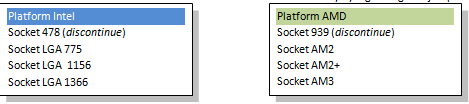 Platform Intel
Socket 478 (discontinue)
Socket LGA 775
Socket LGA  1156
Socket LGA 1366
Platform AMD
Socket 939 (discontinue)
Socket AM2
Socket AM2+
Socket AM3